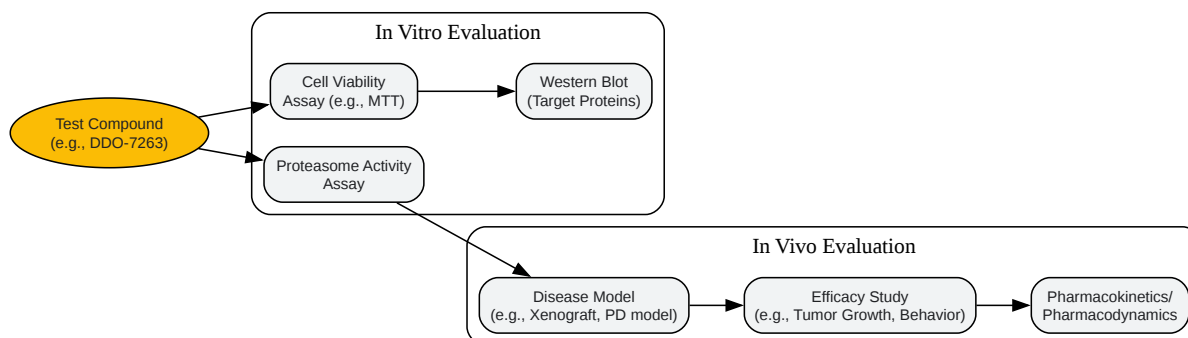 In Vitro Evaluation
Cell Viability
Assay (e.g., MTT)
Western Blot
(Target Proteins)
Test Compound
(e.g., DDO-7263)
Proteasome Activity
Assay
In Vivo Evaluation
Disease Model
(e.g., Xenograft, PD model)
Efficacy Study
(e.g., Tumor Growth, Behavior)
Pharmacokinetics/
Pharmacodynamics